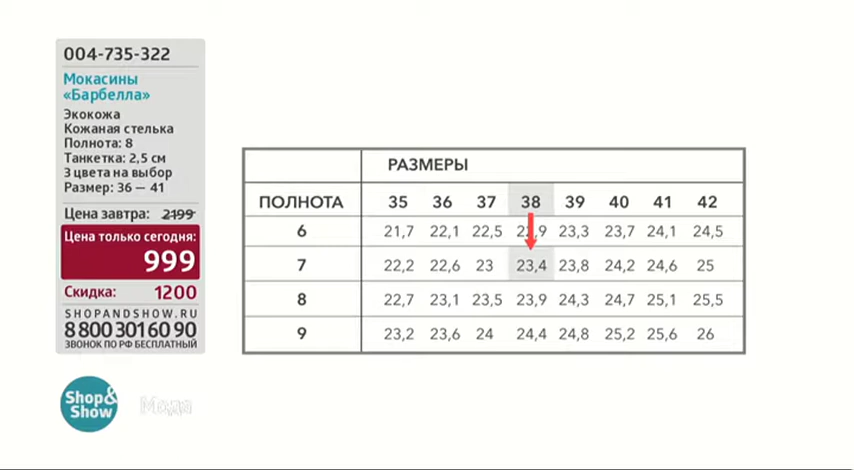 004-735-322
Мокасины
«Барбелла»
Экокожа
Кожаная стелька
Полнота: 8
Танкетка: 2,5 см
3 цвета на выбор
Размер: 36 – 41
Цена завтра: 2199
Цена только сегодня:
999
Скидка: 1200
SHOPANDSHOW.RU
8 800 301 60 90
ЗВОНОК ПО РФ БЕСПЛАТНЫЙ
Shop&
Show
Мода
РАЗМЕРЫ
ПОЛНОТА 35 36 37 38 39 40 41 42
6 21,7 22,1 22,5 22,9 23,3 23,7 24,1 24,5
7 22,2 22,6 23 23,4 23,8 24,2 24,6 25
8 22,7 23,1 23,5 23,9 24,3 24,7 25,1 25,5
9 23,2 23,6 24 24,4 24,8 25,2 25,6 26